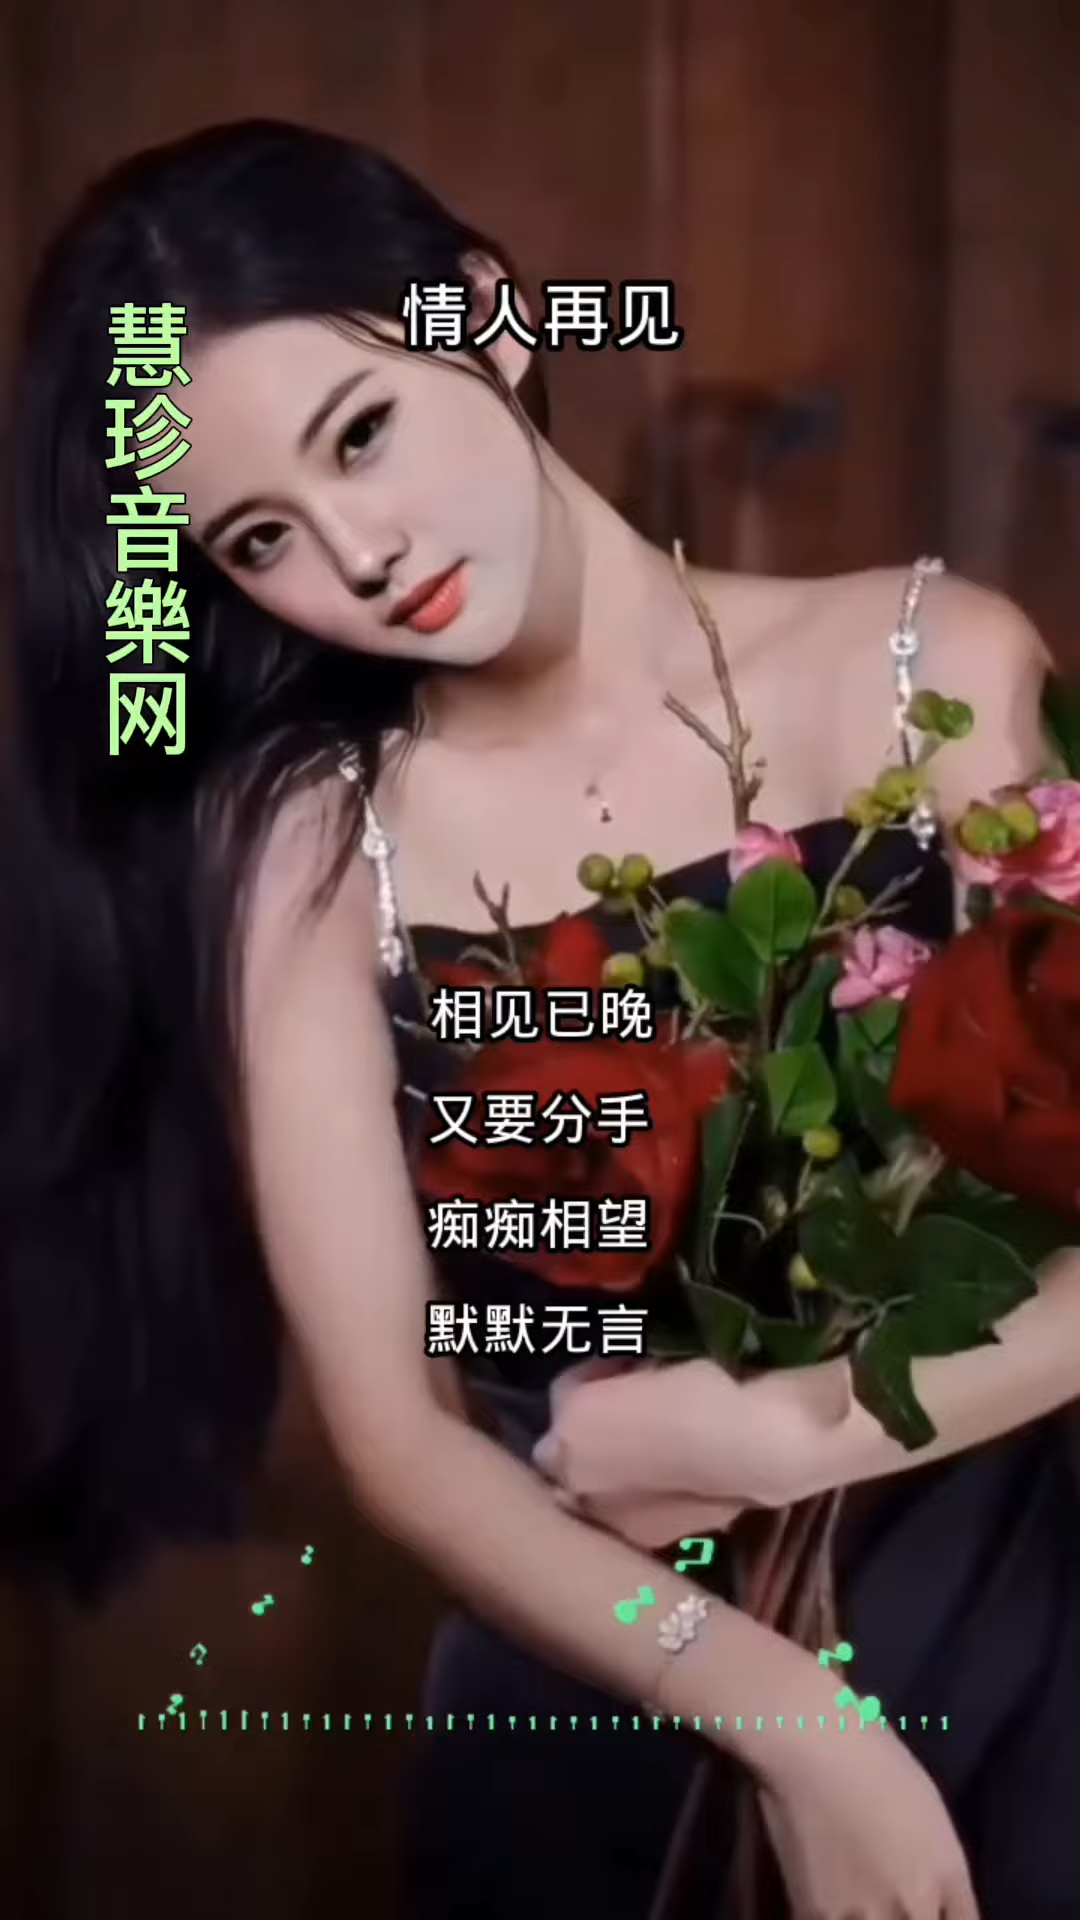 情人再见
慧珍音樂网
相见已晚
又要分手
痴痴相望
默默无言